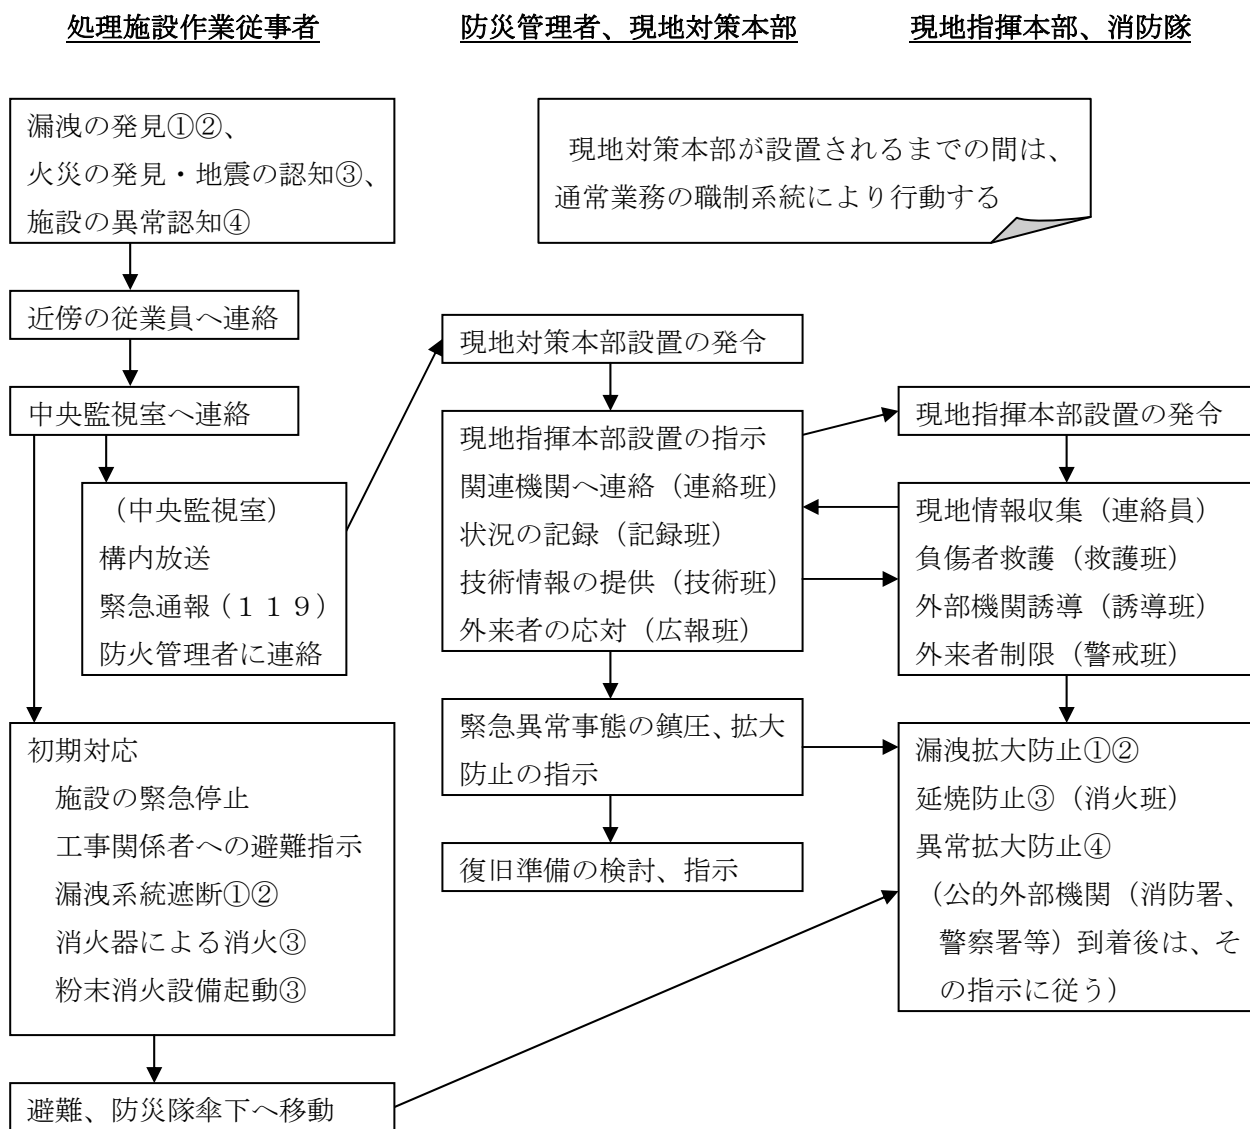 処理施設作業従事者
防災管理者、現地対策本部
現地指揮本部、消防隊
漏洩の発見①②、
火災の発見・地震の認知③、
施設の異常認知④
現地対策本部が設置されるまでの間は、
通常業務の職制系統により行動する
近傍の従業員へ連絡
中央監視室へ連絡
（中央監視室）
構内放送
緊急通報（１１９）
防火管理者に連絡
初期対応
施設の緊急停止
工事関係者への避難指示
漏洩系統遮断①②
消火器による消火③
粉末消火設備起動③
避難、防災隊傘下へ移動
現地対策本部設置の発令
現地指揮本部設置の指示
関連機関へ連絡（連絡班）
状況の記録（記録班）
技術情報の提供（技術班）
外来者の応対（広報班）
緊急異常事態の鎮圧、拡大
防止の指示
復旧準備の検討、指示
現地指揮本部設置の発令
現地情報収集（連絡員）
負傷者救護（救護班）
外部機関誘導（誘導班）
外来者制限（警戒班）
漏洩拡大防止①②
延焼防止③（消火班）
異常拡大防止④
（公的外部機関（消防署、
警察署等）到着後は、そ
の指示に従う）